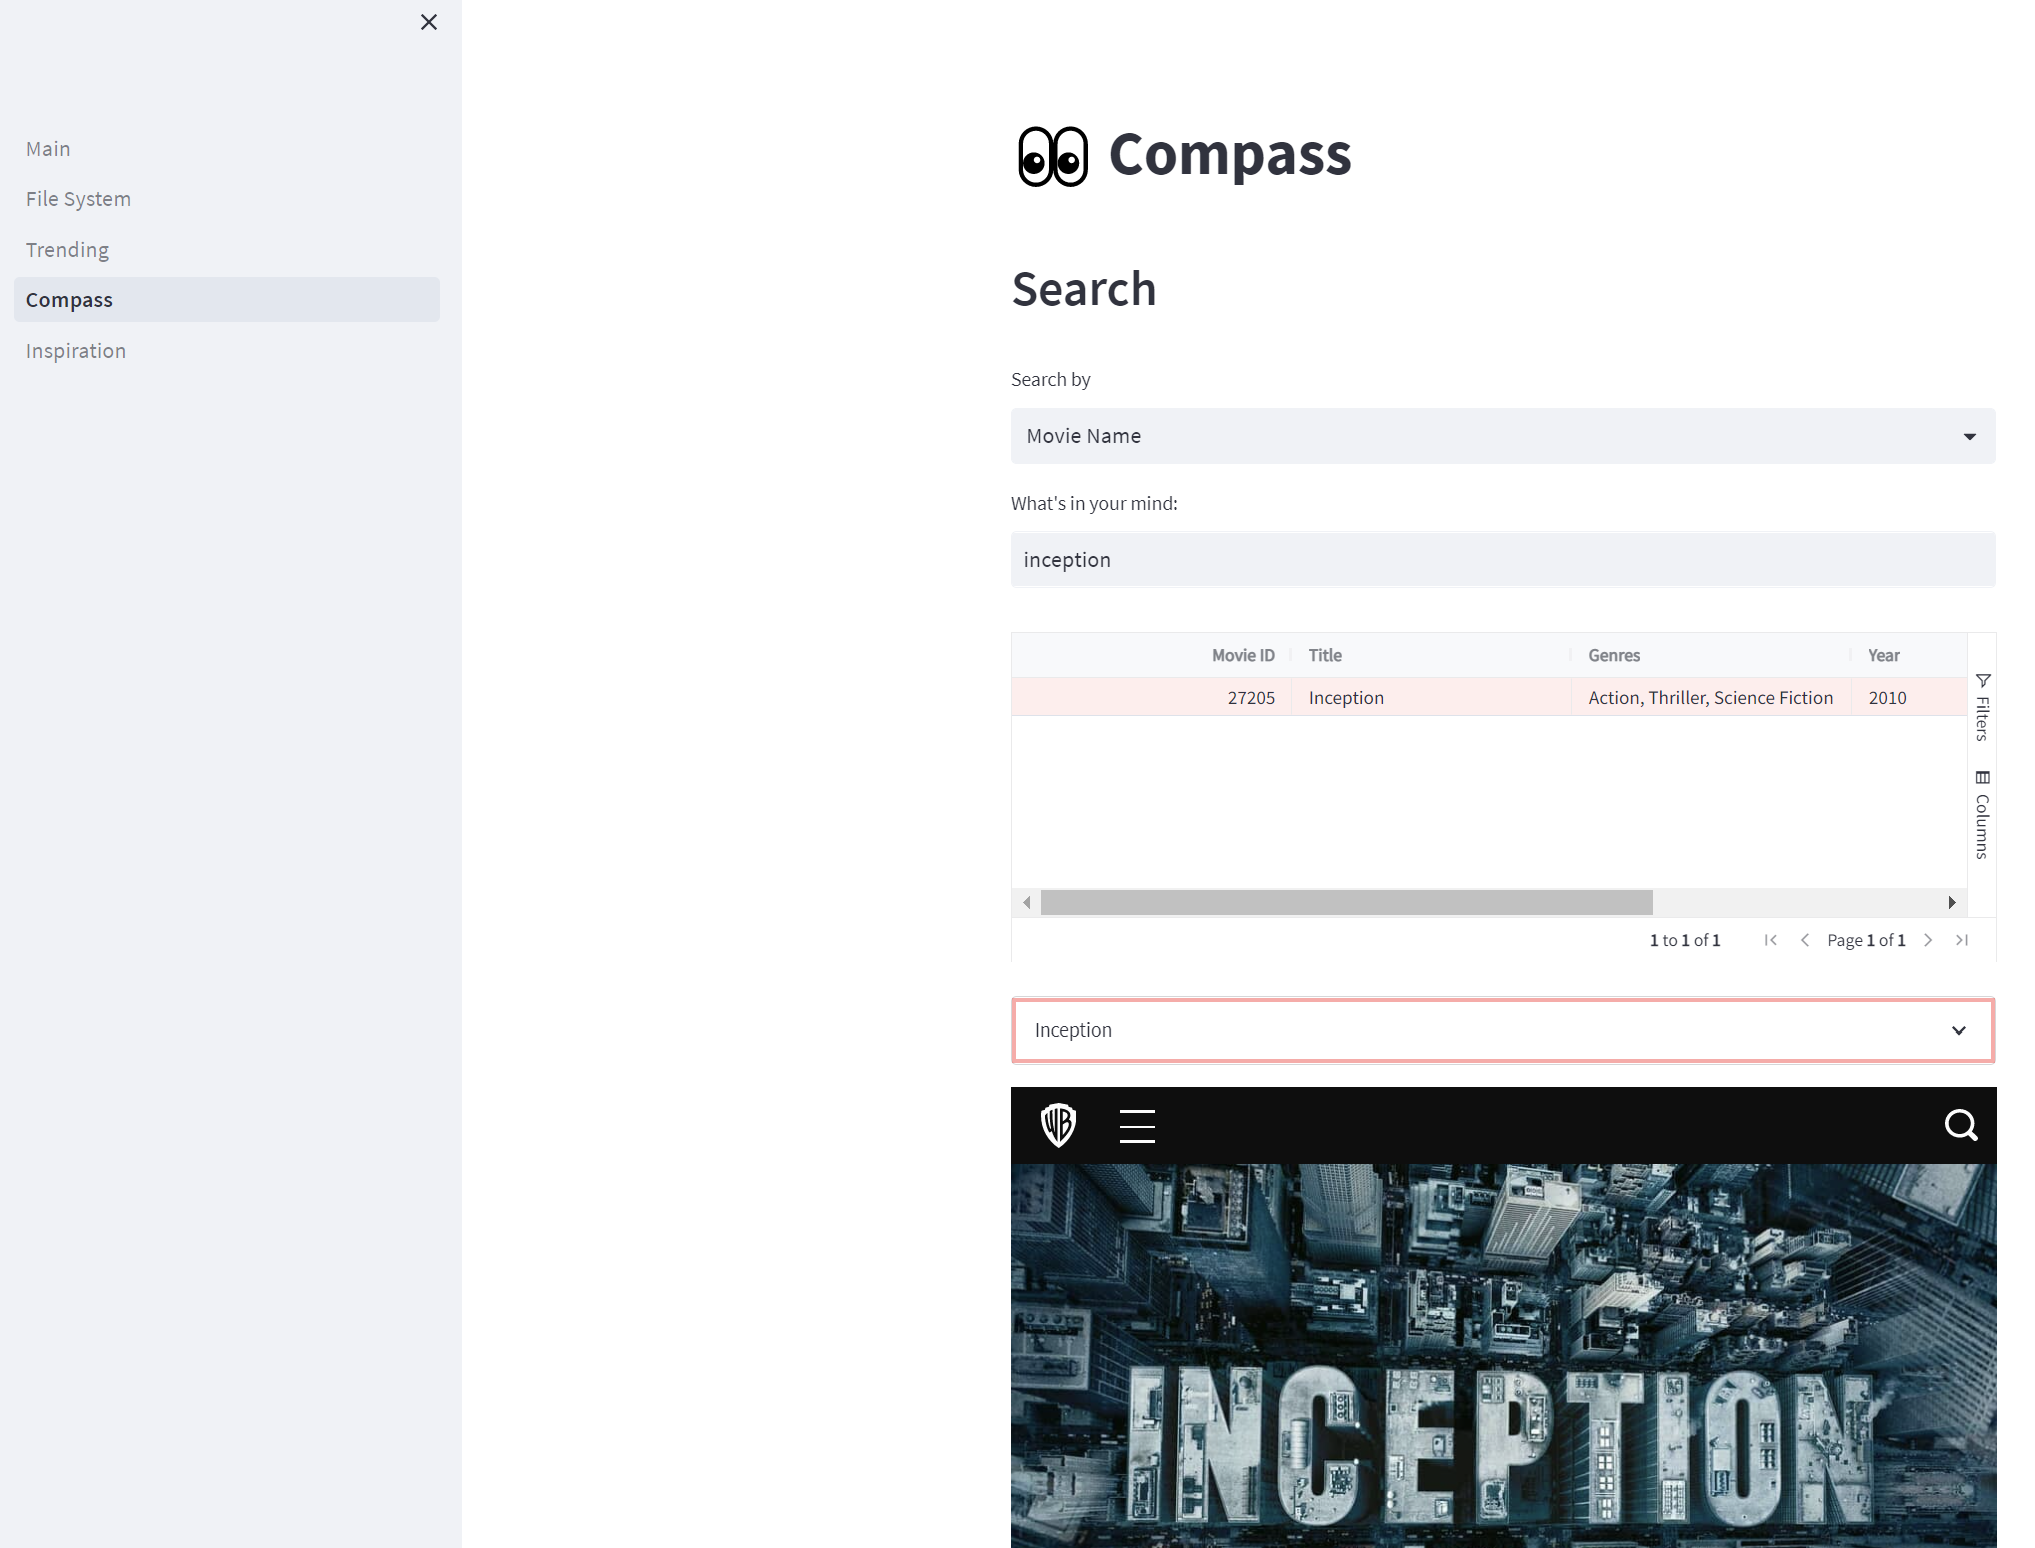 Main
File System
Trending
Compass
Inspiration
Compass
Search
Search by
Movie Name
What's in your mind:
inception
Movie ID Title Genres Year
27205 Inception Action, Thriller, Science Fiction 2010
Filters
Columns
1 to 1 of 1 Page 1 of 1
Inception
WB
INCEPTION